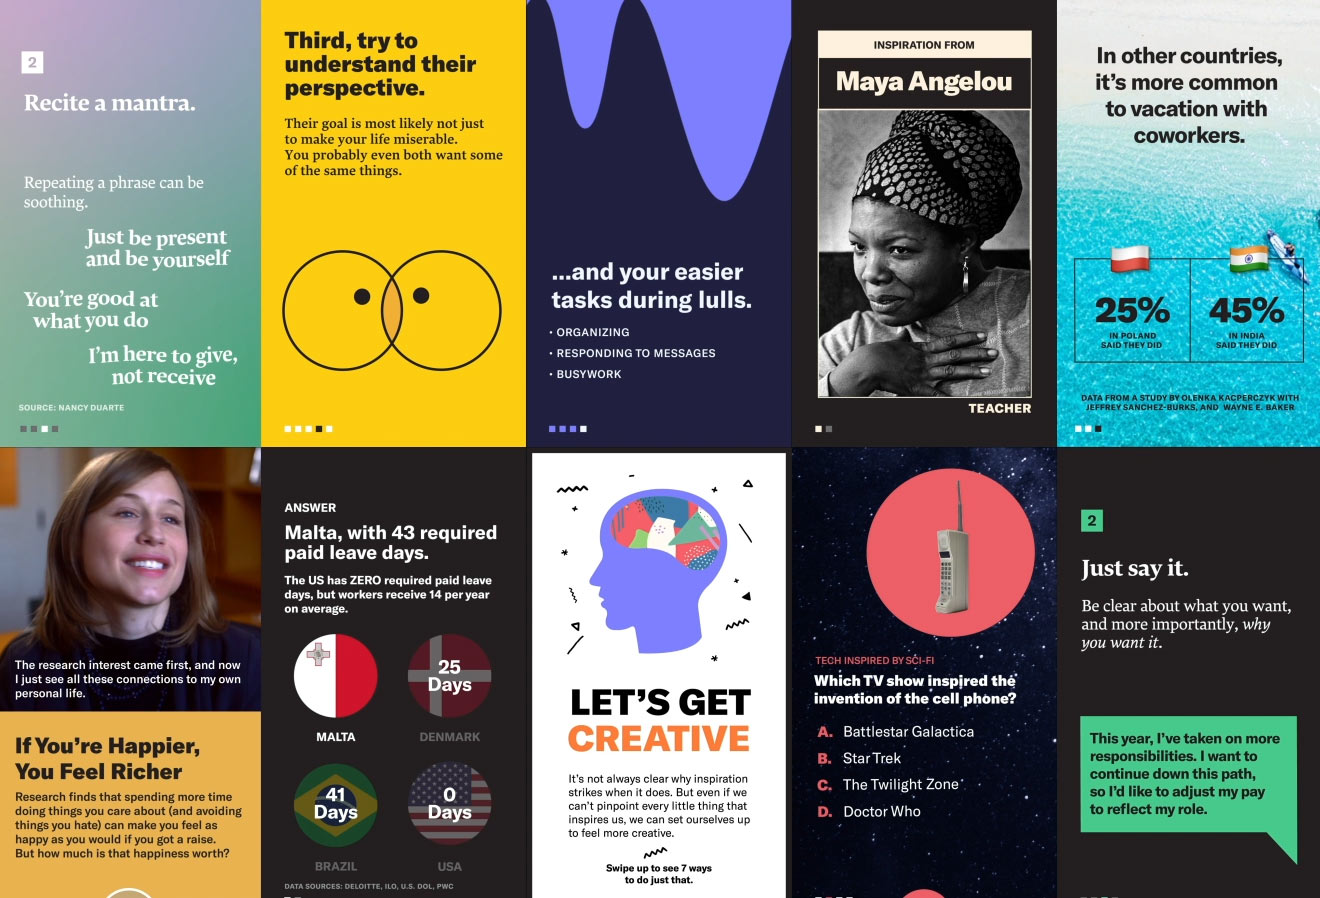 2
Recite a mantra.
Repeating a phrase can be
soothing.
Just be present
and be yourself
You're good at
what you do
I'm here to give,
not receive
SOURCE: NANCY DUARTE
Third, try to
understand their
perspective.
Their goal is most likely not just
to make your life miserable.
You probably even both want some
of the same things.
...and your easier
tasks during lulls.
• ORGANIZING
• RESPONDING TO MESSAGES
• BUSYWORK
INSPIRATION FROM
Maya Angelou
TEACHER
In other countries,
it's more common
to vacation with
coworkers.
25%
IN POLAND
SAID THEY DID
45%
IN INDIA
SAID THEY DID
DATA FROM A STUDY BY OLENKA KACPERCZYK WITH
JEFFREY SANCHEZ-BURKS, AND WAYNE E. BAKER
The research interest came first, and now
I just see all these connections to my own
personal life.
If You're Happier,
You Feel Richer
Research finds that spending more time
doing things you care about (and avoiding
things you hate) can make you feel as
happy as you would if you got a raise.
But how much is that happiness worth?
ANSWER
Malta, with 43 required
paid leave days.
The US has ZERO required paid leave
days, but workers receive 14 per year
on average.
MALTA
25
Days
DENMARK
41
Days
BRAZIL
0
Days
USA
DATA SOURCES: DELOITTE, ILO, U.S. DOL, PWC
LET'S GET
CREATIVE
It's not always clear why inspiration
strikes when it does. But even if we
can't pinpoint every little thing that
inspires us, we can set ourselves up
to feel more creative.
Swipe up to see 7 ways
to do just that.
TECH INSPIRED BY SCI-FI
Which TV show inspired the
invention of the cell phone?
A. Battlestar Galactica
B. Star Trek
C. The Twilight Zone
D. Doctor Who
2
Just say it.
Be clear about what you want,
and more importantly, why
you want it.
This year, I've taken on more
responsibilities. I want to
continue down this path,
so I'd like to adjust my pay
to reflect my role.